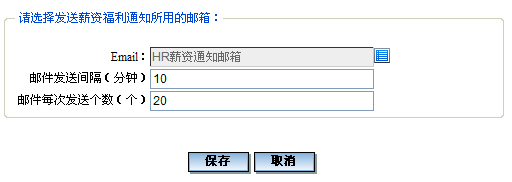 请选择发送薪资福利通知所用的邮箱：
Email： HR薪资通知邮箱
邮件发送间隔（分钟） 10
邮件每次发送个数（个） 20
保存 取消